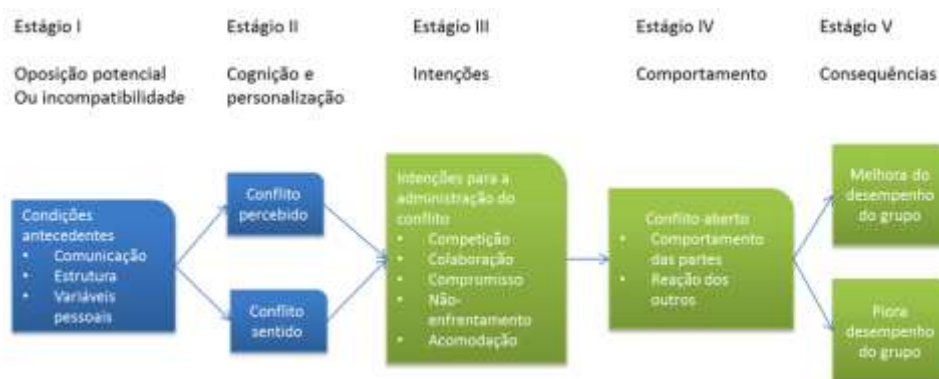 Estágio I
Oposição potencial
Ou incompatibilidade
Estágio II
Cognição e
personalização
Estágio III
Intenções
Estágio IV
Comportamento
Estágio V
Consequências
Condições
antecedentes
• Comunicação
• Estrutura
• Variáveis
pessoais
Conflito
percebido
Conflito
sentido
Intenções para a
administração do
conflito
• Competição
• Colaboração
• Compromisso
• Não-
enfrentamento
• Acomodação
Conflito aberto
• Comportamento
das partes
• Reação dos
outros
Melhora do
desempenho
do grupo
Piora
desempenho
do grupo